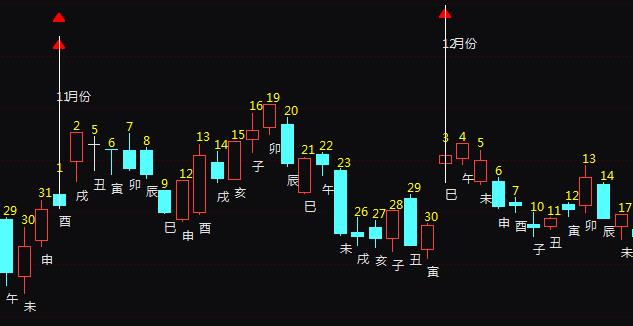 11月份
12月份
29
30
31
1
2
5
6
7
8
9
12
13
14
15
16
19
20
21
22
23
26
27
28
29
30
3
4
5
6
7
10
11
12
13
14
17
午
未
申
酉
戌
丑
寅
卯
辰
巳
申
酉
戌
亥
子
卯
辰
巳
午
未
戌
亥
子
丑
寅
巳
午
未
申
酉
子
丑
寅
卯
辰
未